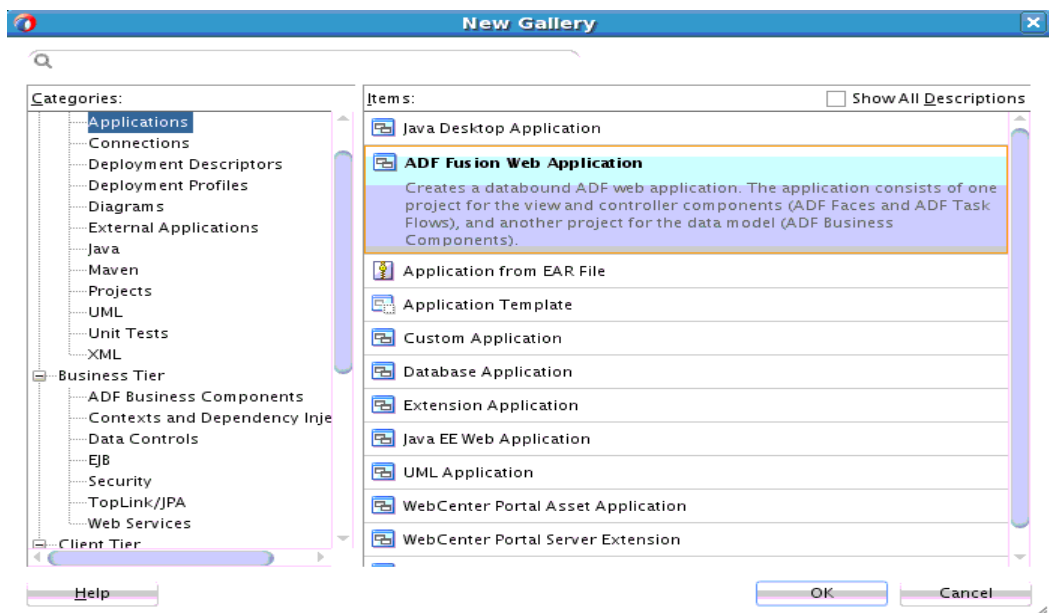 New Gallery
Categories:
Applications
Connections
Deployment Descriptors
Deployment Profiles
Diagrams
External Applications
Java
Maven
Projects
UML
Unit Tests
XML
Business Tier
ADF Business Components
Contexts and Dependency Inje
Data Controls
EJB
Security
TopLink/JPA
Web Services
Client Tier
Items:
Show All Descriptions
Java Desktop Application
ADF Fusion Web Application
Creates a databound ADF web application. The application consists of one
project for the view and controller components (ADF Faces and ADF Task
Flows), and another project for the data model (ADF Business
Components).
Application from EAR File
Application Template
Custom Application
Database Application
Extension Application
Java EE Web Application
UML Application
WebCenter Portal Asset Application
WebCenter Portal Server Extension
Help
OK
Cancel